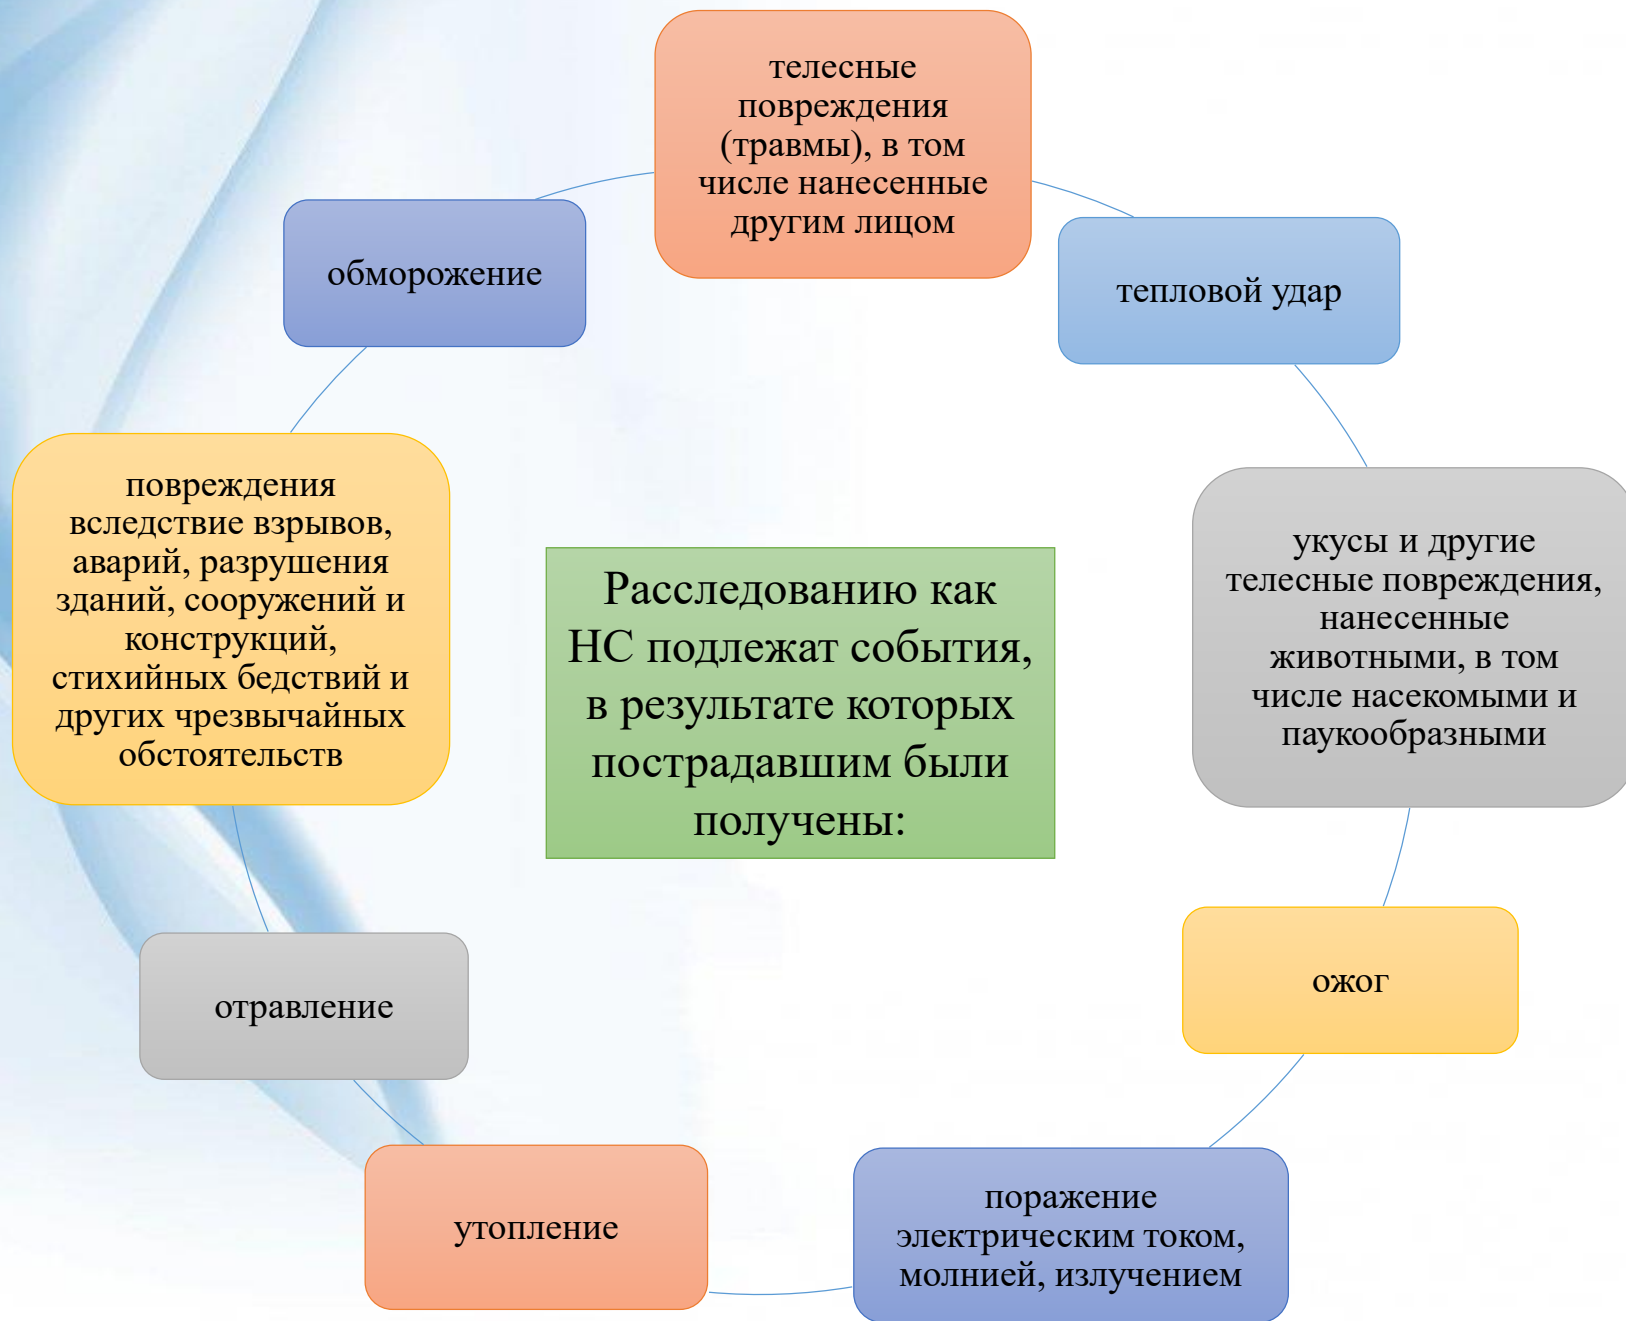 телесные
повреждения
(травмы), в том
числе нанесенные
другим лицом
тепловой удар
укусы и другие
телесные повреждения,
нанесенные
животными, в том
числе насекомыми и
паукообразными
ожог
поражение
электрическим током,
молнией, излучением
утопление
отравление
повреждения
вследствие взрывов,
аварий, разрушения
зданий, сооружений и
конструкций,
стихийных бедствий и
других чрезвычайных
обстоятельств
обморожение
Расследованию как
НС подлежат события,
в результате которых
пострадавшим были
получены: